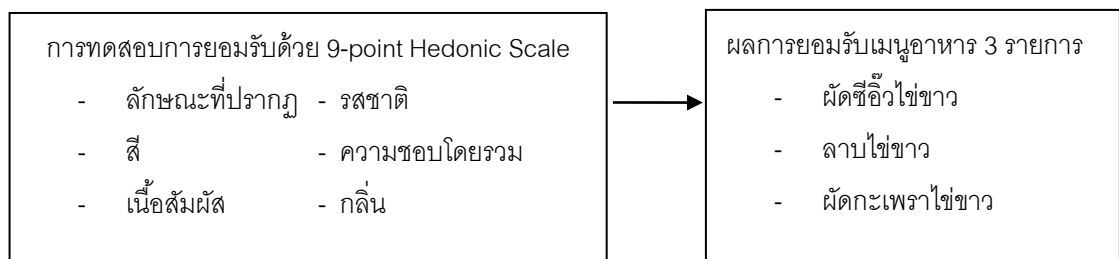 การทดสอบการยอมรับด้วย 9-point Hedonic Scale
- ลักษณะที่ปรากฏ - รสชาติ
- สี - ความชอบโดยรวม
- เนื้อสัมผัส - กลิ่น
ผลการยอมรับเมนูอาหาร 3 รายการ
- ผัดซีอิ๊วไข่ขาว
- ลาบไข่ขาว
- ผัดกะเพราไข่ขาว